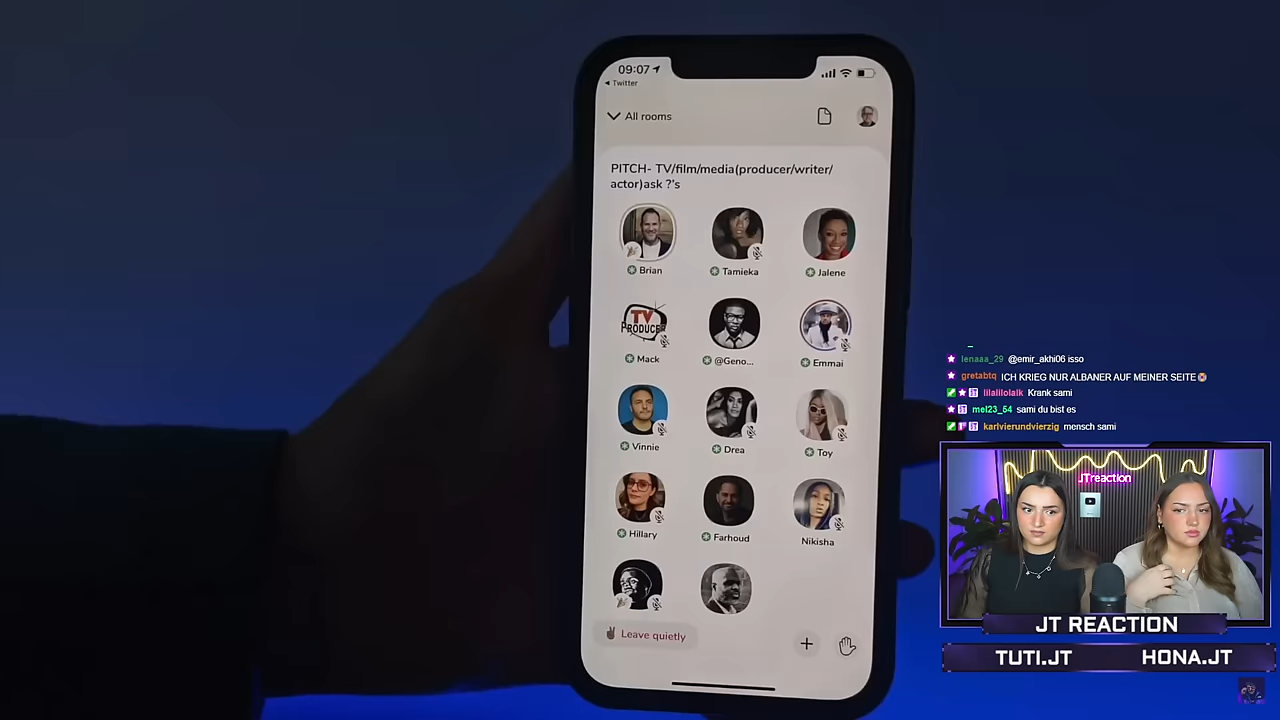 09:07
Twitter
All rooms
PITCH- TV/film/media(producer/writer/
actor)ask ?'s
Brian
Tamieka
Jalene
TV
PRODUCER
Mack
@Geno...
Emmai
Vinnie
Drea
Toy
Hillary
Farhoud
Nikisha
Leave quietly
lenaaa_29 @emir_akhi06 isso
gretabtq ICH KRIEG NUR ALBANER AUF MEINER SEITE
lilalilolalk Krank sami
mel23_54 sami du bist es
karlvierundvierzig mensch sami
JTreaction
JT REACTION
TUTI.JT
HONA.JT